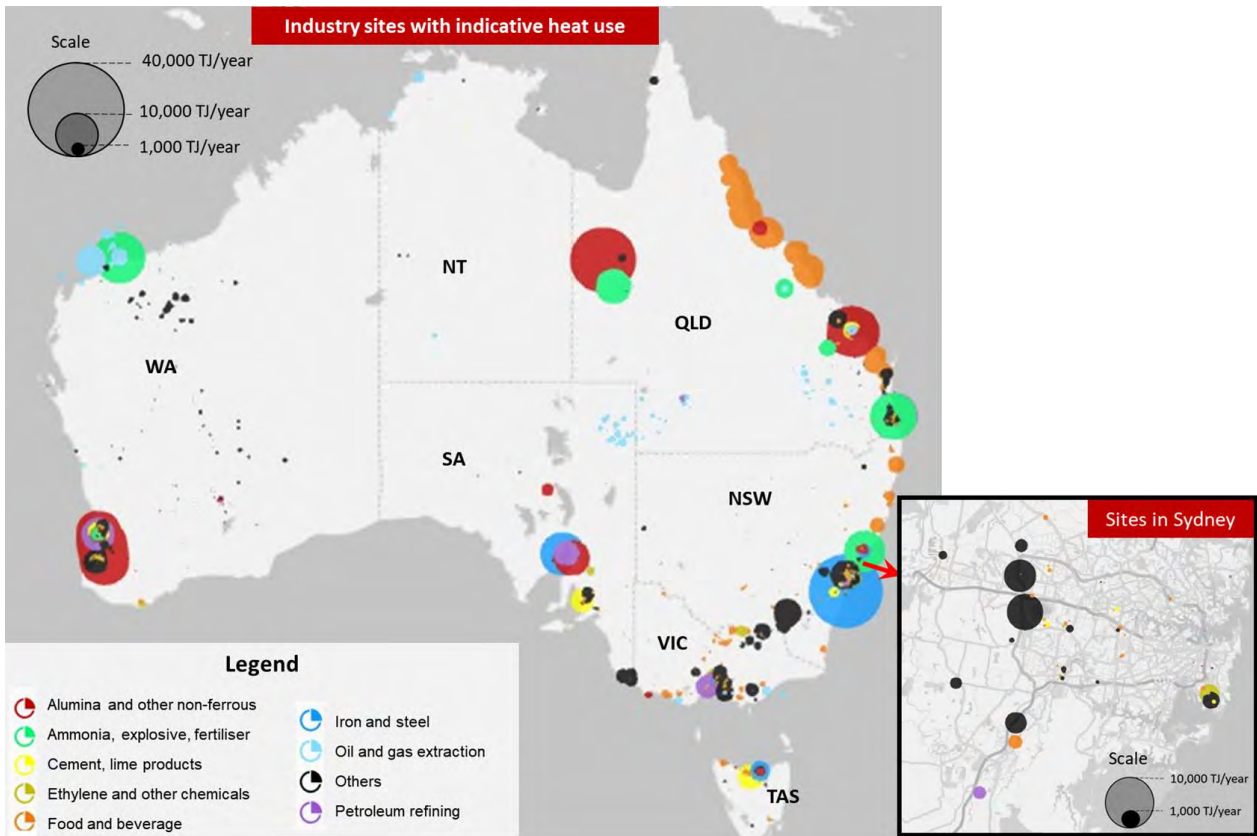 Industry sites with indicative heat use
Scale
40,000 TJ/year
10,000 TJ/year
1,000 TJ/year
NT
QLD
WA
SA
NSW
VIC
TAS
Legend
Alumina and other non-ferrous
Ammonia, explosive, fertiliser
Cement, lime products
Ethylene and other chemicals
Food and beverage
Iron and steel
Oil and gas extraction
Others
Petroleum refining
Sites in Sydney
Scale
10,000 TJ/year
1,000 TJ/year